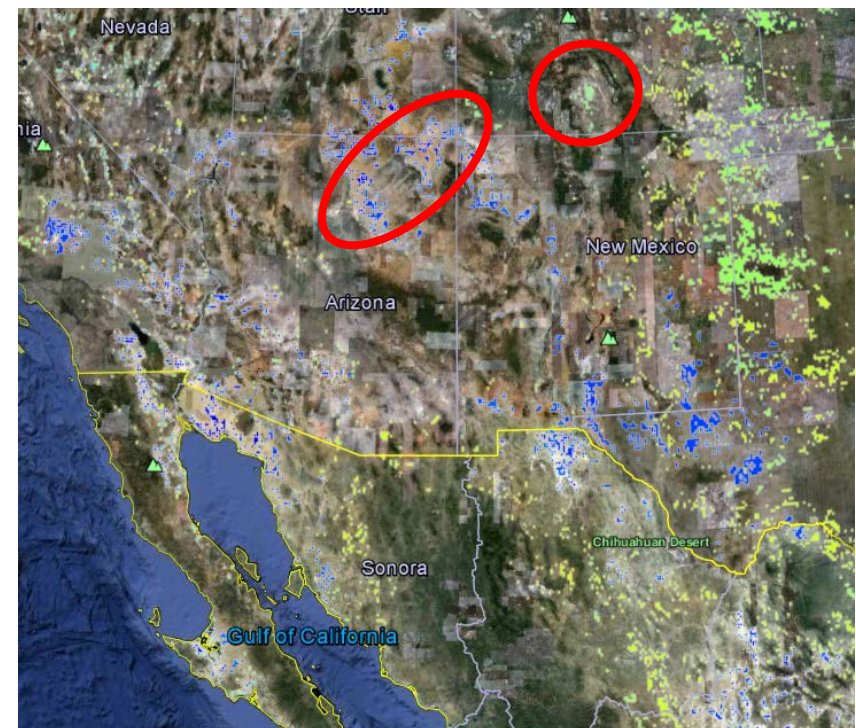 Nevada
New Mexico
Arizona
Chihuahuan Desert
Sonora
Gulf of California